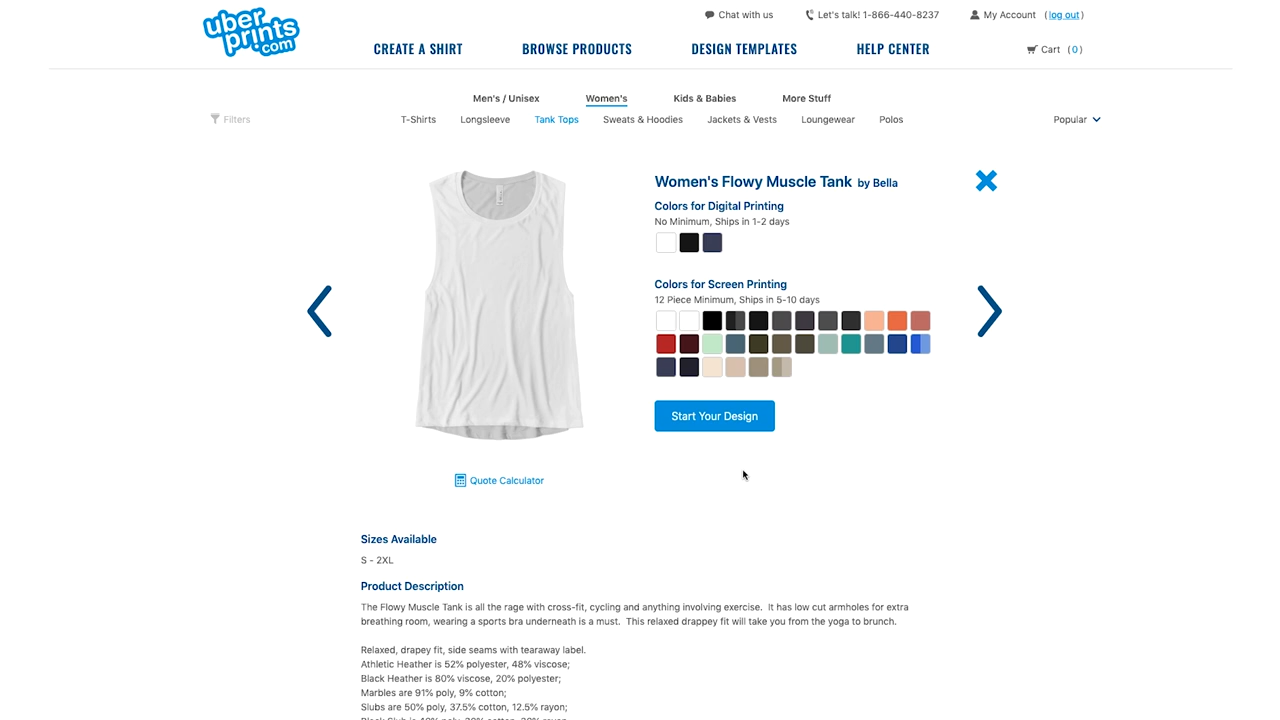 uber
prints
.com
Chat with us
Let's talk! 1-866-440-8237
My Account (log out)
CREATE A SHIRT
BROWSE PRODUCTS
DESIGN TEMPLATES
HELP CENTER
Cart (0)
Men's / Unisex
Women's
Kids & Babies
More Stuff
Filters
T-Shirts
Longsleeve
Tank Tops
Sweats & Hoodies
Jackets & Vests
Loungewear
Polos
Popular
Women's Flowy Muscle Tank by Bella
Colors for Digital Printing
No Minimum, Ships in 1-2 days
Colors for Screen Printing
12 Piece Minimum, Ships in 5-10 days
Start Your Design
Quote Calculator
Sizes Available
S - 2XL
Product Description
The Flowy Muscle Tank is all the rage with cross-fit, cycling and anything involving exercise. It has low cut armholes for extra
breathing room, wearing a sports bra underneath is a must. This relaxed drappey fit will take you from the yoga to brunch.
Relaxed, drapey fit, side seams with tearaway label.
Athletic Heather is 52% polyester, 48% viscose;
Black Heather is 80% viscose, 20% polyester;
Marbles are 91% poly, 9% cotton;
Slubs are 50% poly, 37.5% cotton, 12.5% rayon;